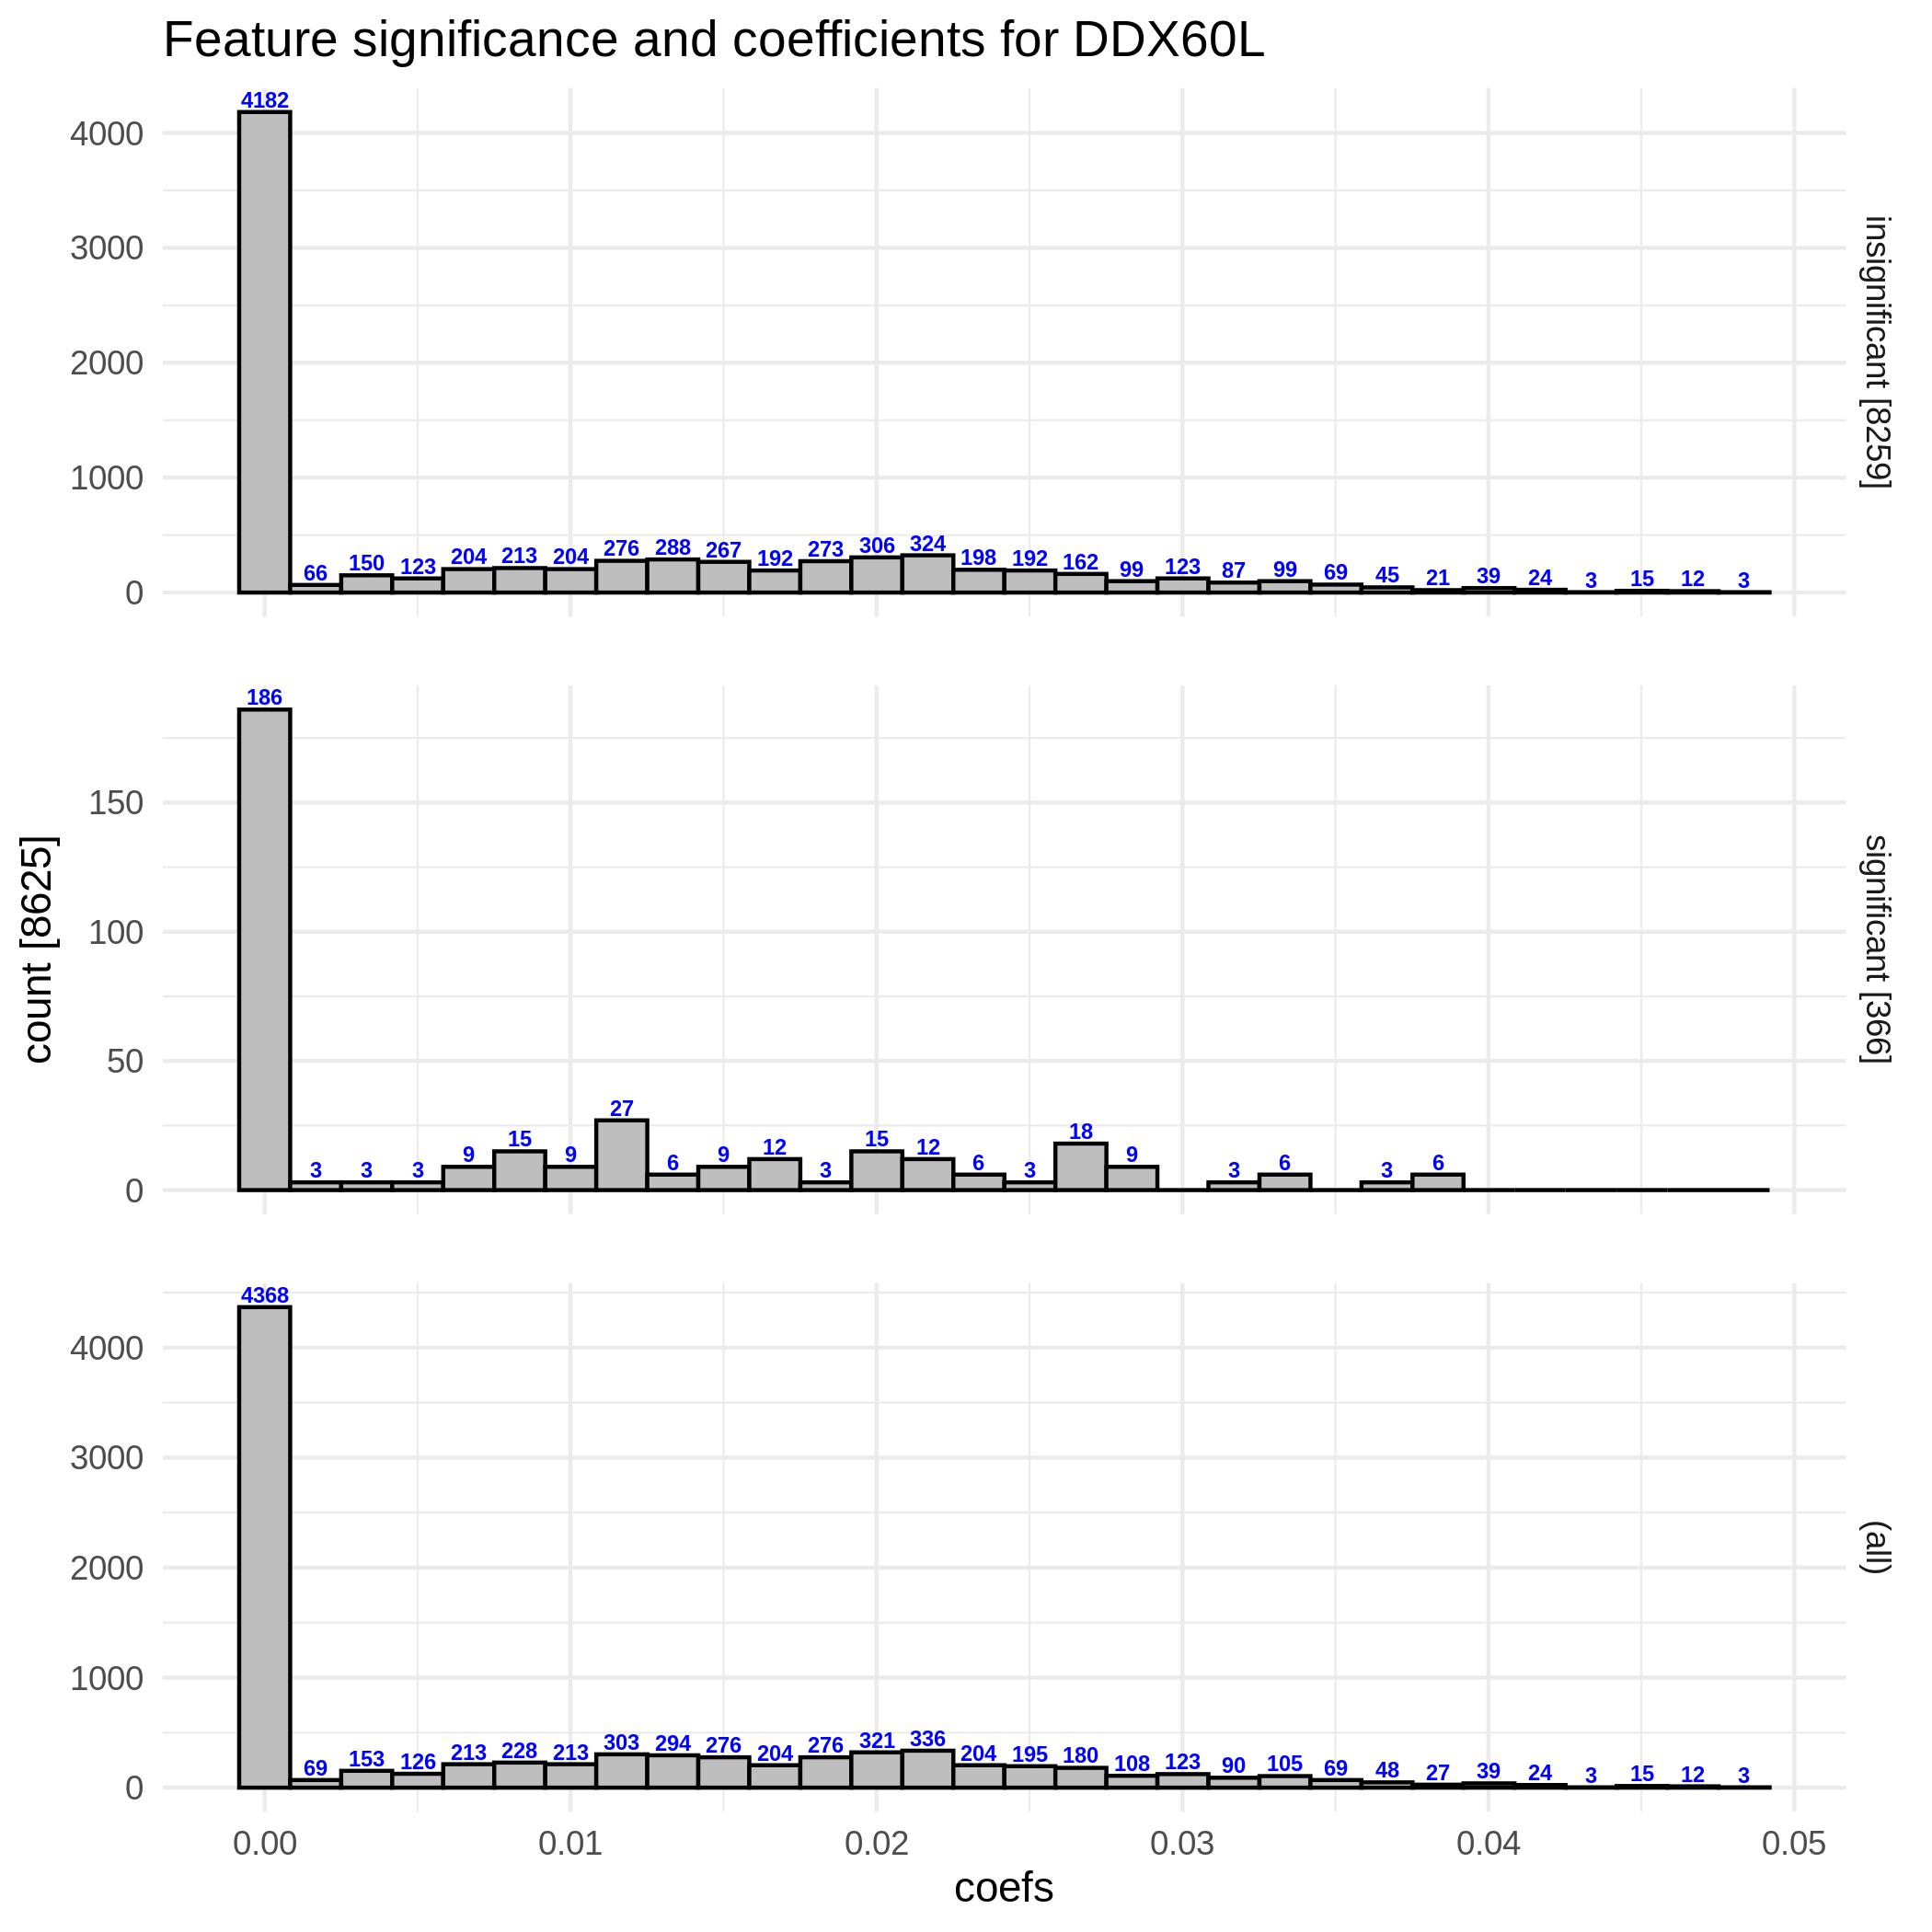 Feature significance and coefficients for DDX60L
4182
4000
3000
2000
1000
0
66 150 123 204 213 204 276 288 267 192 273 306 324 198 192 162 99 123 87 99 69 45 21 39 24 3 15 12 3
insignificant [8259]
186
150
100
50
0
3 3 3 9 15 9 27 6 9 12 3 15 12 6 3 18 9 3 6 3 6
significant [366]
count [8625]
4368
4000
3000
2000
1000
0
69 153 126 213 228 213 303 294 276 204 276 321 336 204 195 180 108 123 90 105 69 48 27 39 24 3 15 12 3
(all)
0.00 0.01 0.02 0.03 0.04 0.05
coefs